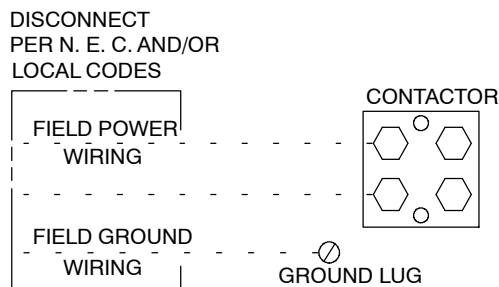 DISCONNECT
PER N. E. C. AND/OR
LOCAL CODES
CONTACTOR
FIELD POWER
WIRING
FIELD GROUND
WIRING
GROUND LUG